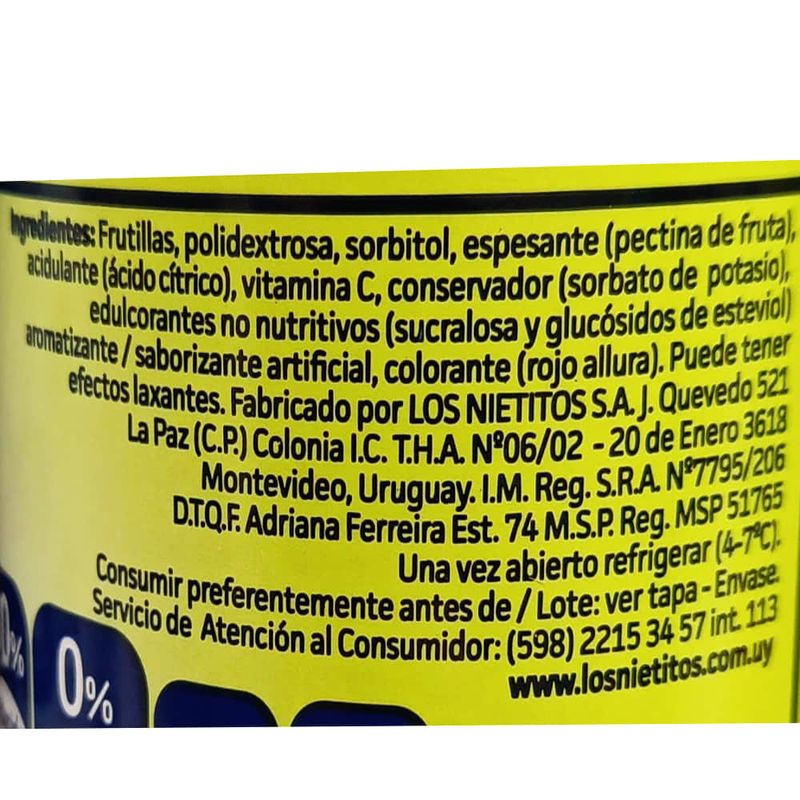 Ingredientes: Frutillas, polidextrosa, sorbitol, espesante (pectina de fruta),
acidulante (ácido cítrico), vitamina C, conservador (sorbato de potasio),
edulcorantes no nutritivos (sucralosa y glucósidos de esteviol)
aromatizante / saborizante artificial, colorante (rojo allura). Puede tener
efectos laxantes. Fabricado por LOS NIETITOS S.A. J. Quevedo 521
La Paz (C.P.) Colonia I.C. T.H.A. Nº06/02 - 20 de Enero 3618
Montevideo, Uruguay. I.M. Reg. S.R.A. Nº7795/206
D.T.Q.F. Adriana Ferreira Est. 74 M.S.P. Reg. MSP 51765
Una vez abierto refrigerar (4-7ºC).
Consumir preferentemente antes de / Lote: ver tapa - Envase.
Servicio de Atención al Consumidor: (598) 2215 34 57 int. 113
www.losnietitos.com.uy
0%
0%